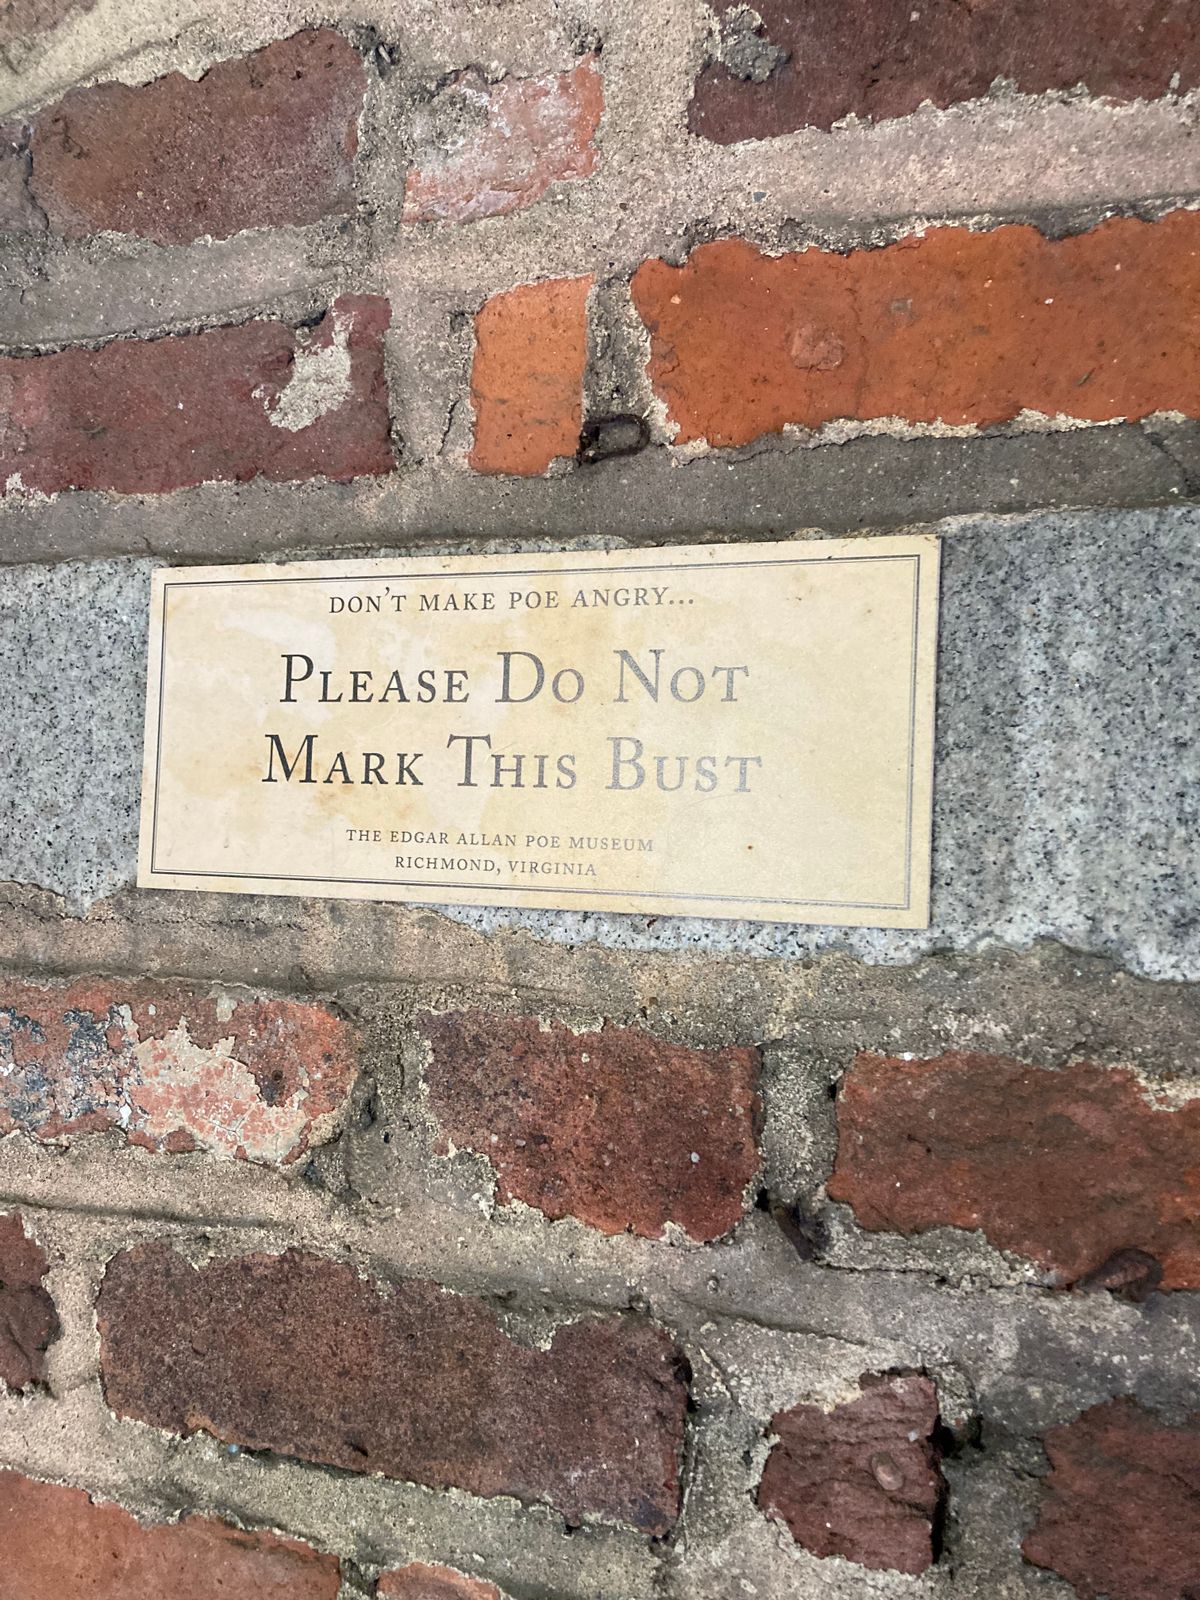 DON'T MAKE POE ANGRY...
PLEASE DO NOT
MARK THIS BUST
THE EDGAR ALLAN POE MUSEUM
RICHMOND, VIRGINIA